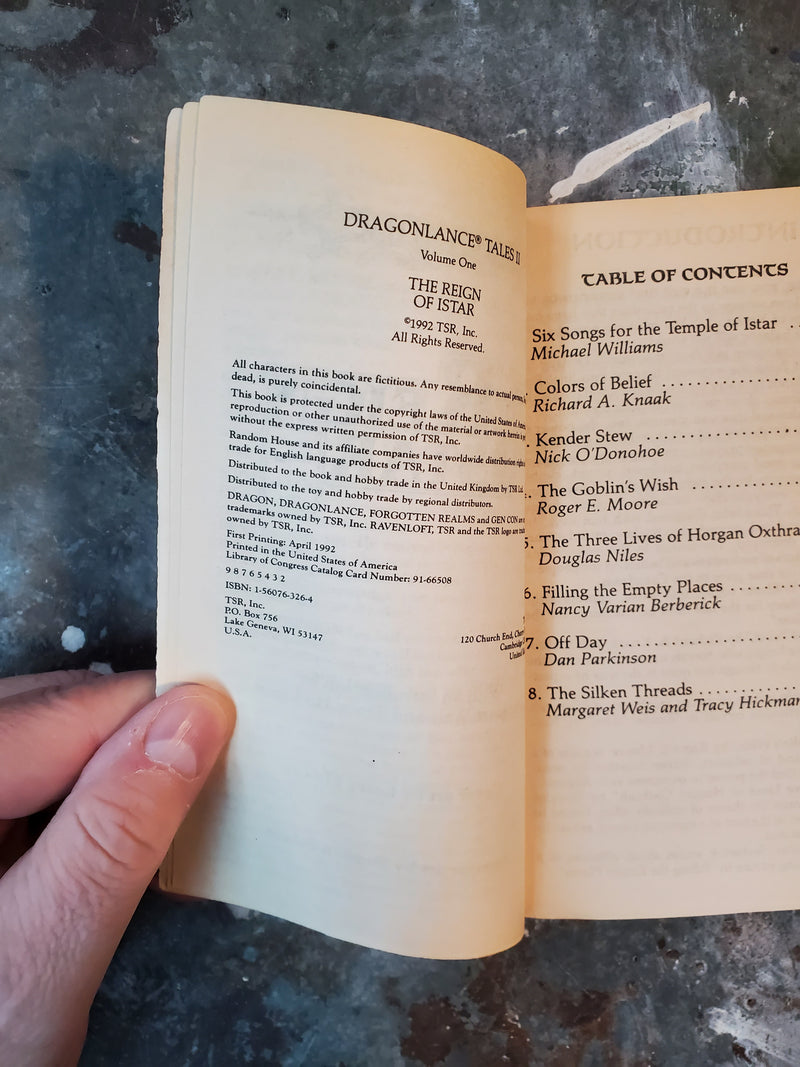 DRAGONLANCE® TALES II
Volume One
THE REIGN
OF ISTAR
©1992 TSR, Inc.
All Rights Reserved.
All characters in this book are fictitious. Any resemblance to actual persons,
dead, is purely coincidental.
This book is protected under the copyright laws of the United States of
reproduction or other unauthorized use of the material or artwork herein is
without the express written permission of TSR, Inc.
Random House and its affiliate companies have worldwide distribution rights
trade for English language products of TSR, Inc.
Distributed to the book and hobby trade in the United Kingdom by TSR Ltd.
Distributed to the toy and hobby trade by regional distributors.
DRAGON, DRAGONLANCE, FORGOTTEN REALMS and GEN CON are
trademarks owned by TSR, Inc. RAVENLOFT, TSR and the TSR logo are
owned by TSR, Inc.
First Printing: April 1992
Printed in the United States of America
Library of Congress Catalog Card Number: 91-66508
9 8 7 6 5 4 3 2
ISBN: 1-56076-326-4
TSR, Inc.
P.O. Box 756
Lake Geneva, WI 53147
U.S.A.
120 Church End,
INTRODUCTION
TABLE OF CONTENTS
Six Songs for the Temple of Istar . .
Michael Williams
Colors of Belief . . . . . . . . . . . . . .
Richard A. Knaak
. Kender Stew . . . . . . . . . . . . . . .
Nick O'Donohoe
. The Goblin's Wish . . . . . . . . . .
Roger E. Moore
5. The Three Lives of Horgan
Douglas Niles
6. Filling the Empty Places . . . . . . .
Nancy Varian Berberick
7. Off Day . . . . . . . . . . . . . . . . . .
Dan Parkinson
8. The Silken Threads . . . . . . . . . .
Margaret Weis and Tracy